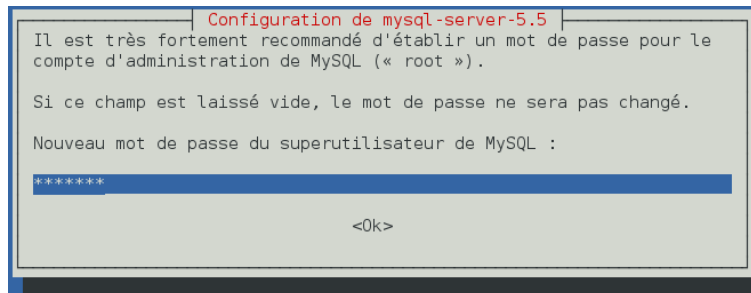 Configuration de mysql-server-5.5
Il est très fortement recommandé d'établir un mot de passe pour le
compte d'administration de MySQL (« root »).
Si ce champ est laissé vide, le mot de passe ne sera pas changé.
Nouveau mot de passe du superutilisateur de MySQL :
*******
<Ok>